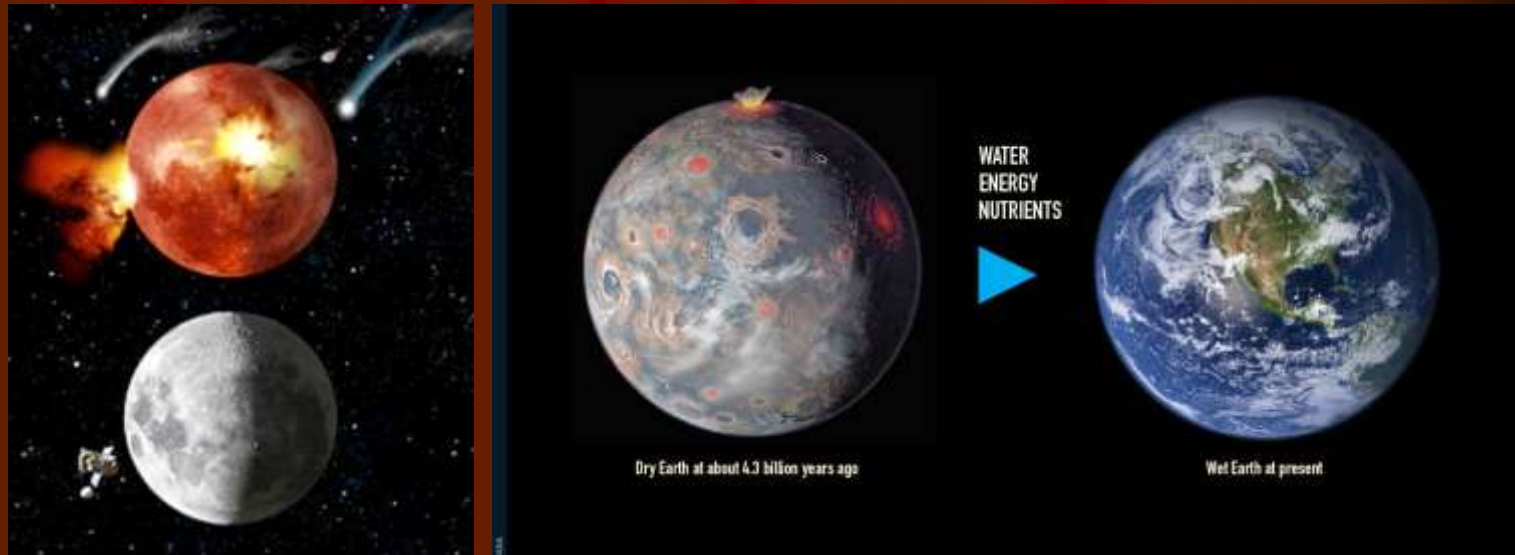 WATER
ENERGY
NUTRIENTS
Dry Earth at about 4.3 billion years ago
Wet Earth at present